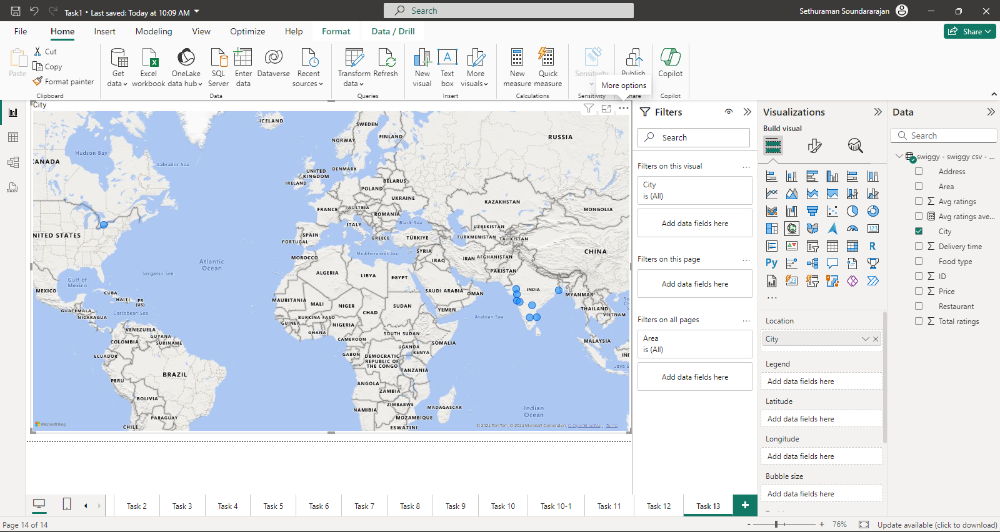 Task1 • Last saved: Today at 10:09 AM
Search
Sethuraman Soundararajan
File
Home
Insert
Modeling
View
Optimize
Help
Format
Data / Drill
Share
Paste
Cut
Copy
Format painter
Clipboard
Get data
Excel workbook
OneLake data hub
SQL Server
Enter data
Dataverse
Recent sources
Data
Transform data
Refresh
Queries
New visual
Text box
More visuals
Insert
New measure
Quick measure
Calculations
Sensitivity
Sensitivity
Publish
Share
Copilot
Copilot
More options
City
ICELAND
SWEDEN
FINLAND
NORWAY
RUSSIA
Hudson Bay
CANADA
Labrador Sea
UNITED KINGDOM
DENMARK
IRELAND
BELARUS
POLAND
UKRAINE
KAZAKHSTAN
FRANCE
AUSTRIA
ROMANIA
MONGOLIA
ITALY
Black Sea
UZBEKISTAN
UNITED STATES
SPAIN
PORTUGAL
GREECE
TÜRKIYE
TURKMENISTAN
TAJIKISTAN
Atlantic Ocean
Mediterranean Sea
SYRIA
CHINA
MOROCCO
IRAQ
IRAN
AFGHANISTAN
Sargasso Sea
ALGERIA
LIBYA
EGYPT
PAKISTAN
Gulf of Mexico
MEXICO
CUBA
HAITI
PR (US)
SAUDI ARABIA
OMAN
INDIA
MYANMAR
MAURITANIA
MALI
NIGER
CHAD
SUDAN
YEMEN
THAILAND
VIETNAM
GUATEMALA
NICARAGUA
Caribbean Sea
Arabian Sea
BURKINA FASO
GUINEA
NIGERIA
GHANA
VENEZUELA
GUYANA
SURINAME
COLOMBIA
CAMEROON
SOUTH SUDAN
SOMALIA
MALAYSIA
UGANDA
KENYA
ECUADOR
GABON
DEMOCRATIC REPUBLIC OF THE CONGO
TANZANIA
Java S
BRAZIL
PERU
ANGOLA
ZAMBIA
BOLIVIA
ZIMBABWE
MADAGASCAR
Indian Ocean
NAMIBIA
MOZAMBIQUE
PARAGUAY
CHILE
ESWATINI
Microsoft Bing
© 2024 TomTom, © 2024 Microsoft Corporation, © OpenStreetMap Terms
Filters
Search
Filters on this visual
City
is (All)
Add data fields here
Filters on this page
Add data fields here
Filters on all pages
Area
is (All)
Add data fields here
Visualizations
Build visual
123
R
Py
Location
City
Legend
Add data fields here
Latitude
Add data fields here
Longitude
Add data fields here
Bubble size
Add data fields here
Data
Search
swiggy - swiggy csv - ...
Address
Area
Avg ratings
Avg ratings ave...
City
Delivery time
Food type
ID
Price
Restaurant
Total ratings
Task 2
Task 3
Task 4
Task 5
Task 6
Task 7
Task 8
Task 9
Task 10
Task 10-1
Task 11
Task 12
Task 13
Page 14 of 14
76%
Update available (click to download)